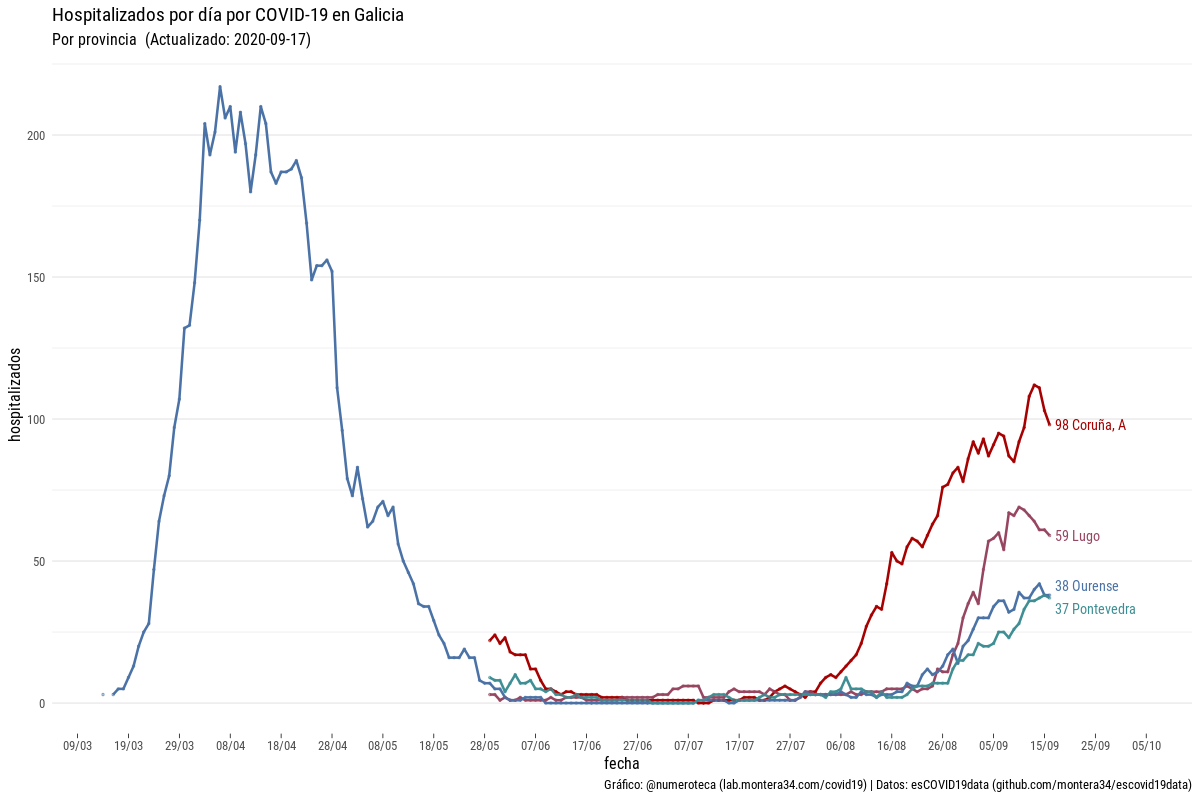 Hospitalizados por día por COVID-19 en Galicia
Por provincia  (Actualizado: 2020-09-17)
hospitalizados
200
150
100
50
0
98 Coruña, A
59 Lugo
38 Ourense
37 Pontevedra
09/03 19/03 29/03 08/04 18/04 28/04 08/05 18/05 28/05 07/06 17/06 27/06 07/07 17/07 27/07 06/08 16/08 26/08 05/09 15/09 25/09 05/10
fecha
Gráfico: @numeroteca (lab.montera34.com/covid19) | Datos: esCOVID19data (github.com/montera34/escovid19data)